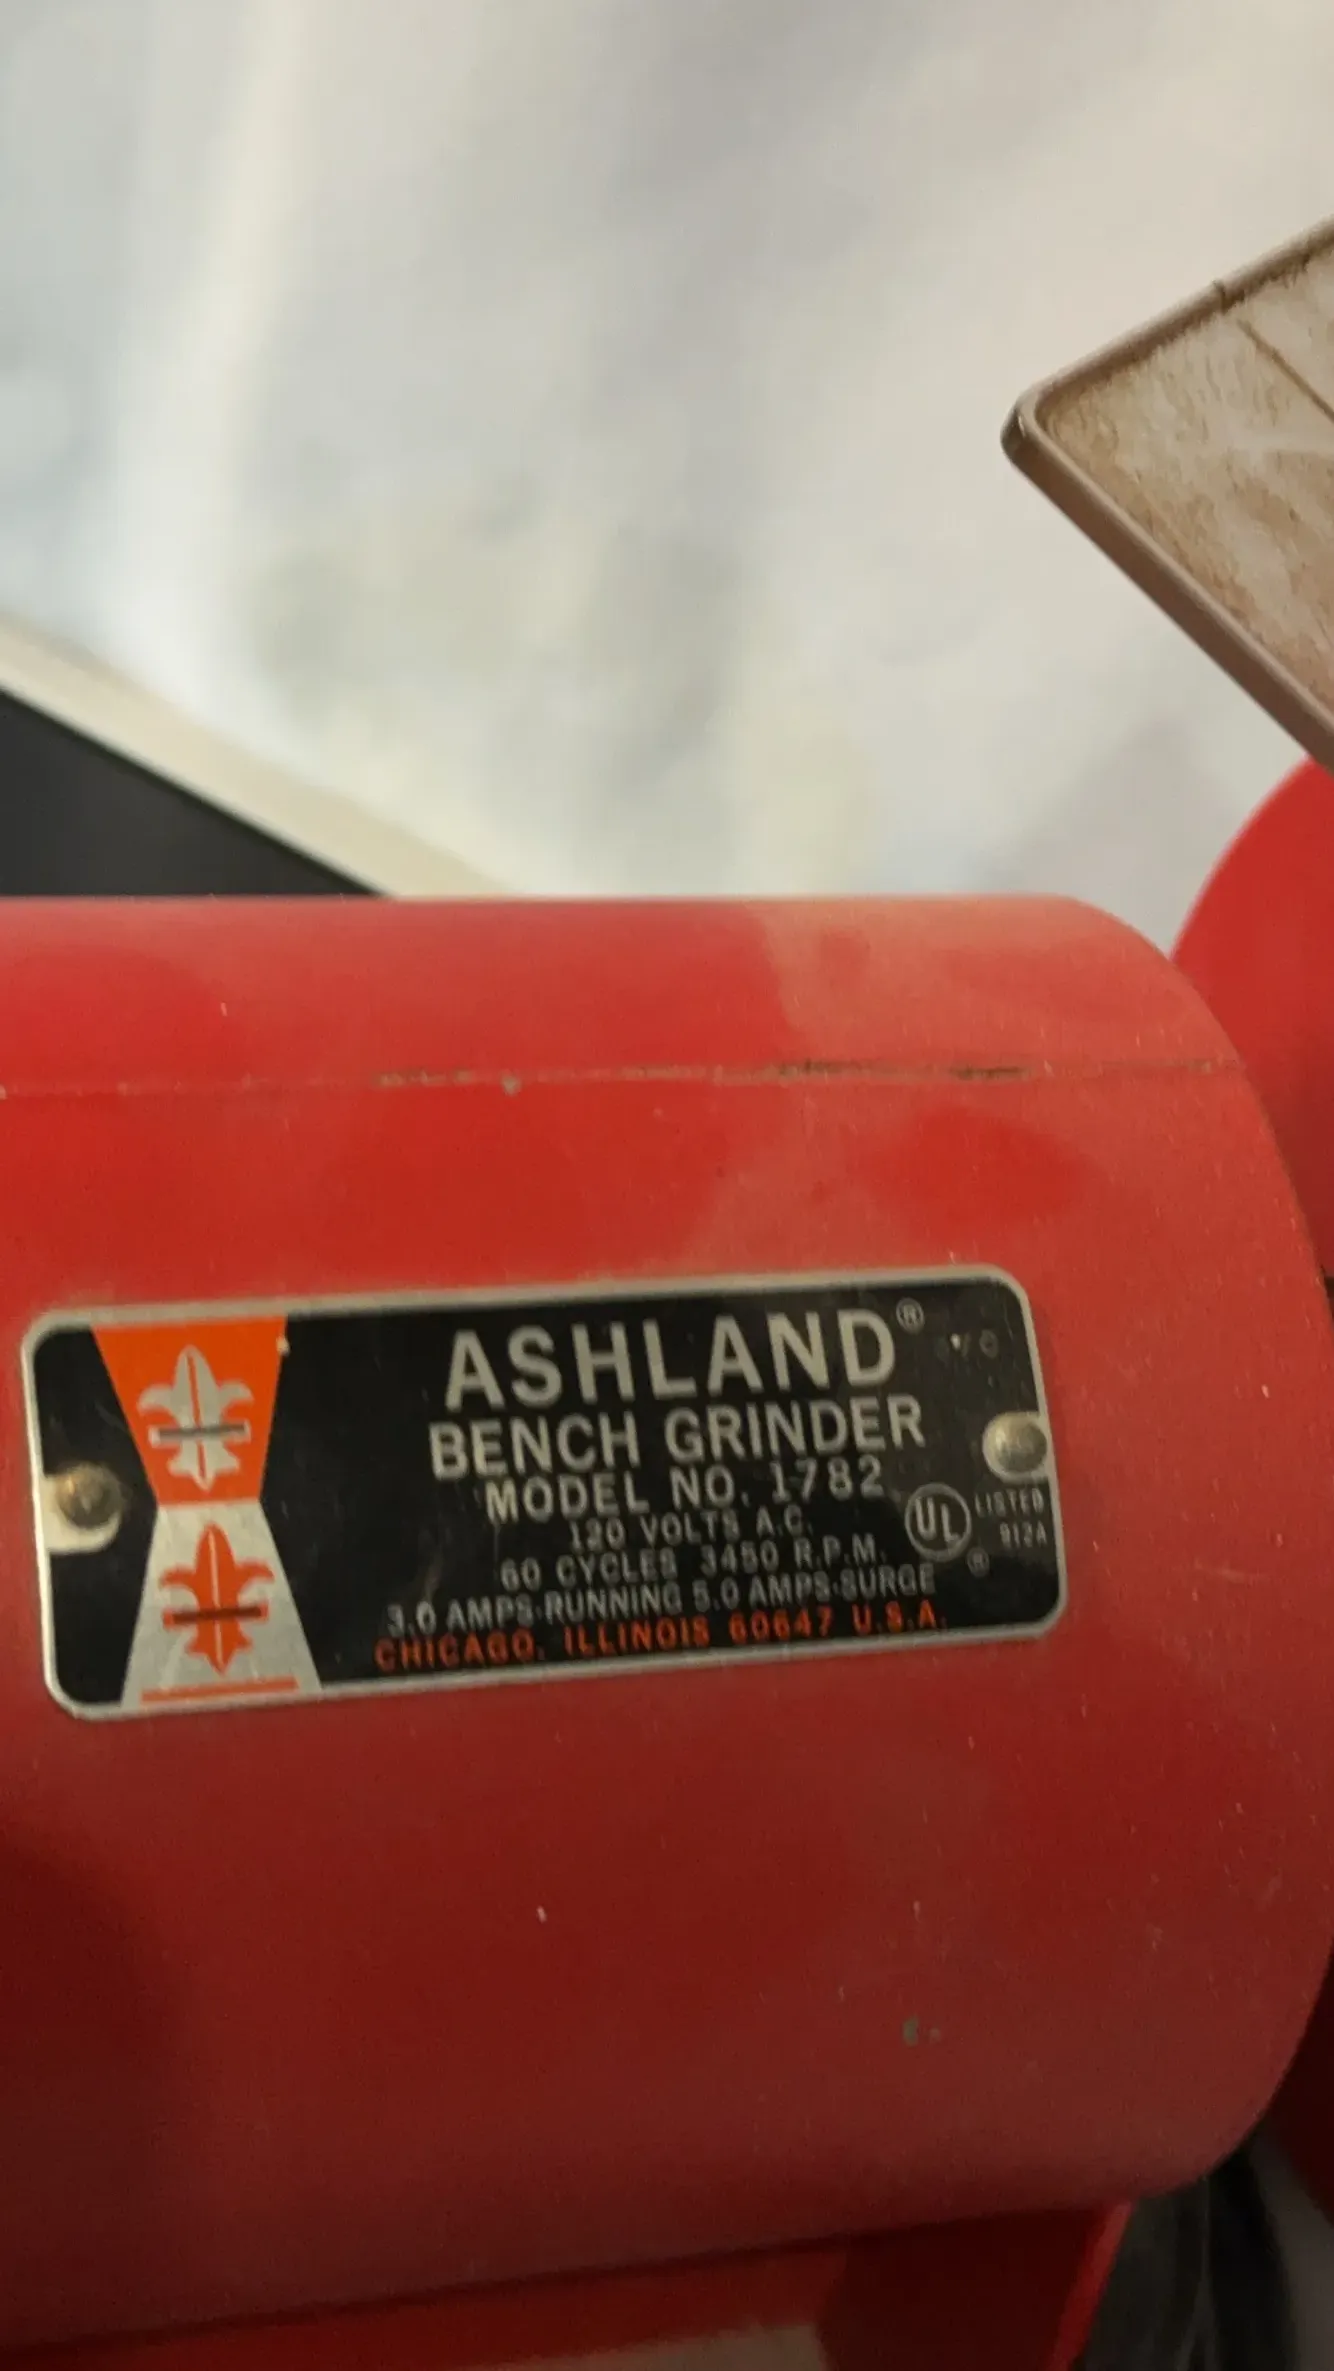 ASHLAND®
BENCH GRINDER
MODEL NO. 1782
120 VOLTS A.C.
60 CYCLES 3450 R.P.M.
3.0 AMPS-RUNNING 5.0 AMPS-SURGE
CHICAGO, ILLINOIS 60647 U.S.A.
UL ® LISTED
912A